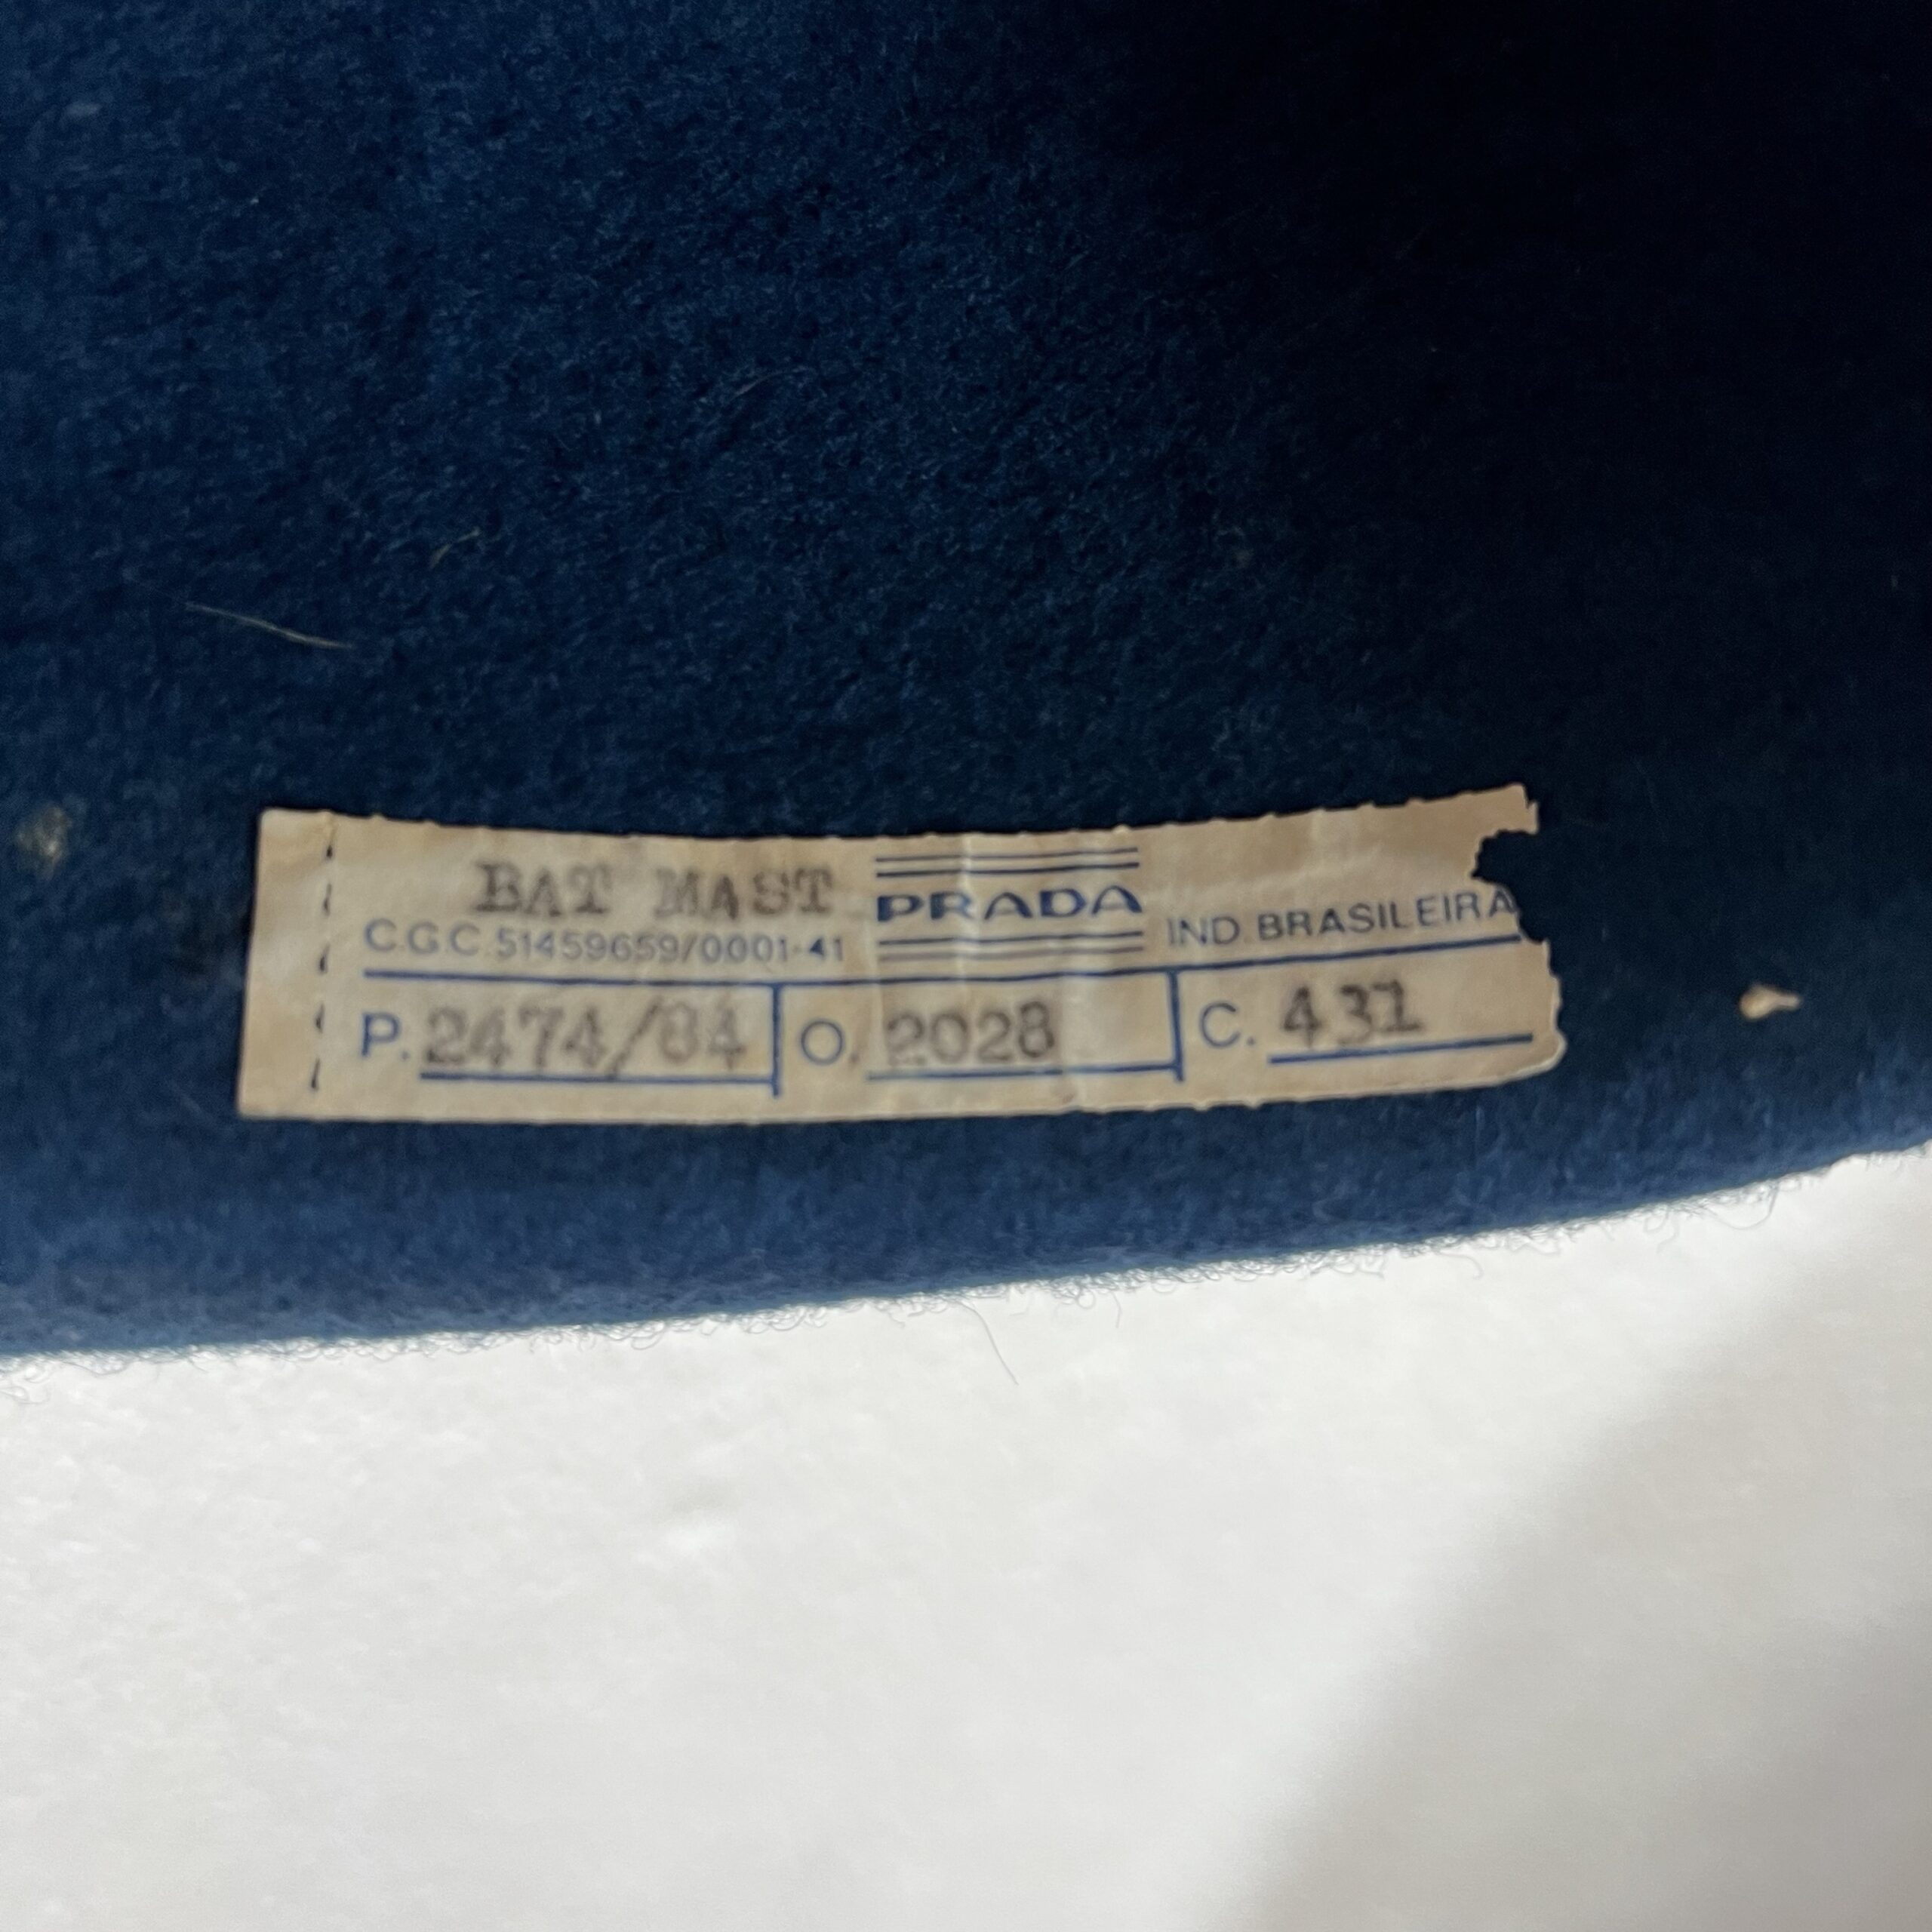 BAT MAST
C.G.C. 51459659/0001-41 PRADA IND. BRASILEIRA
P. 2474/84 O. 2028 C. 431